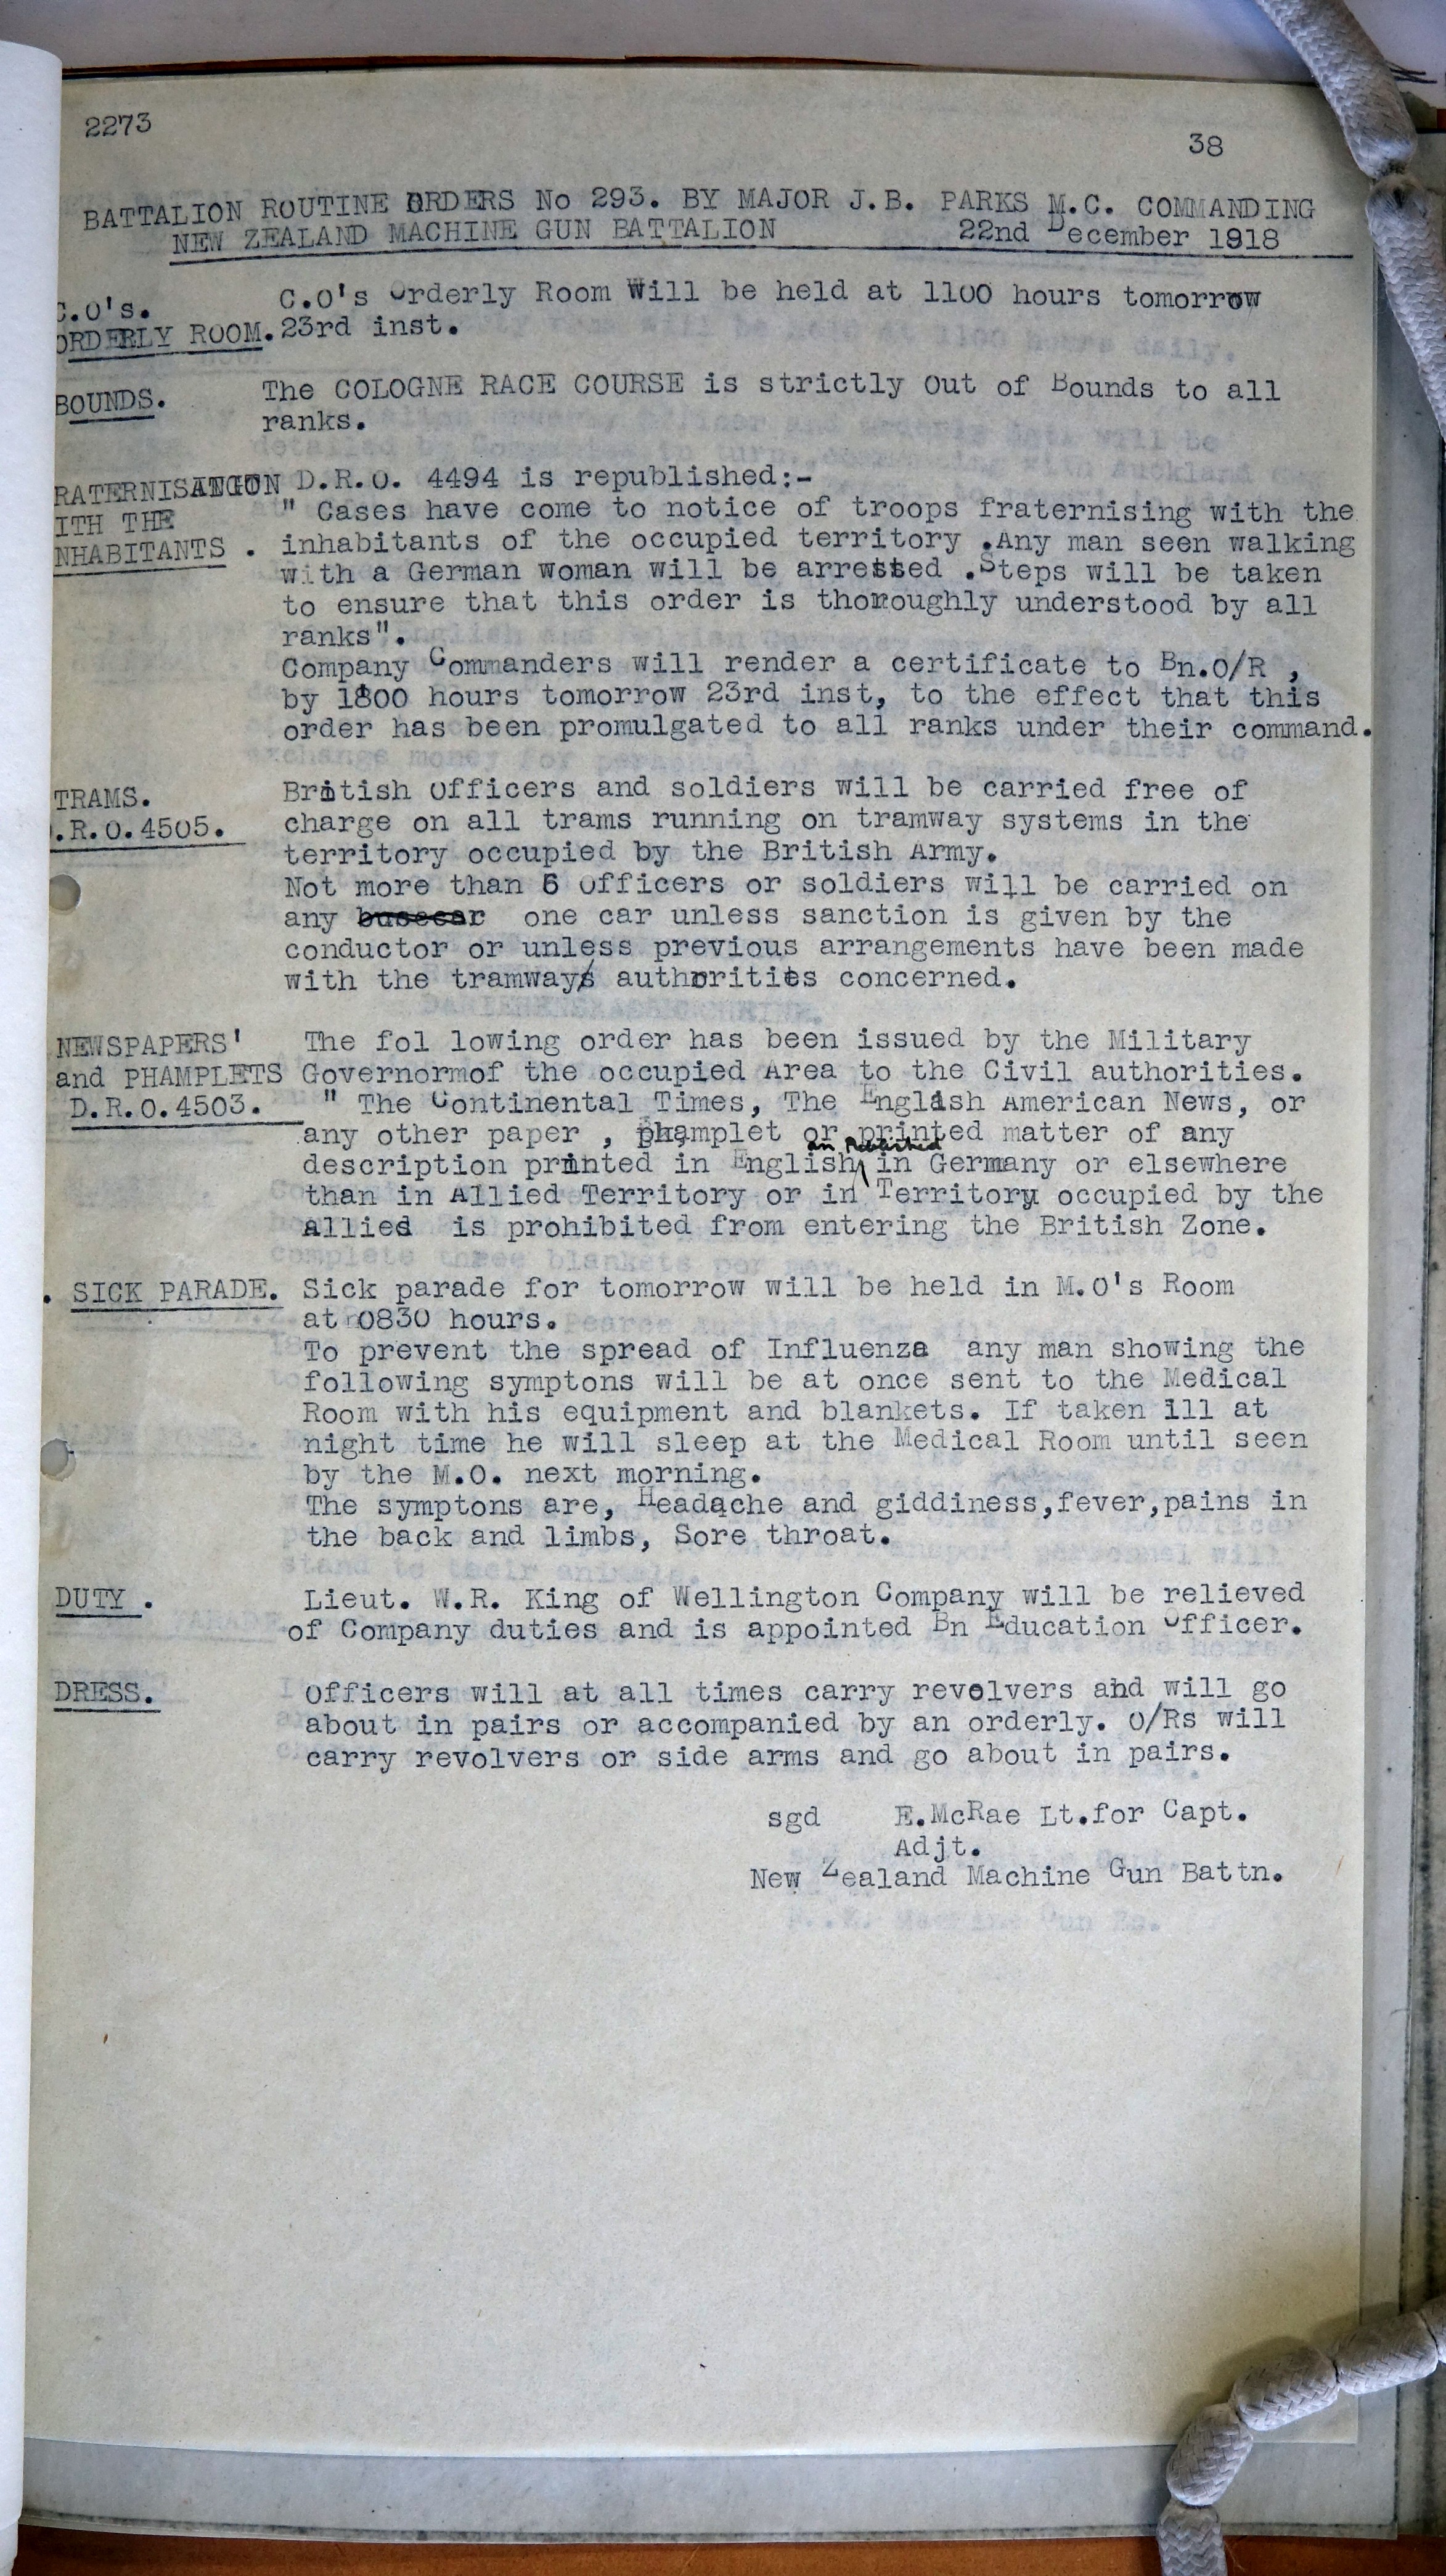 2273
38
BATTALION ROUTINE ORDERS No 293. BY MAJOR J.B. PARKS M.C. COMMANDING
NEW ZEALAND MACHINE GUN BATTALION 22nd December 1918
C.O's. C.O's Orderly Room Will be held at 1100 hours tomorrow
ORDERLY ROOM. 23rd inst.
BOUNDS. The COLOGNE RACE COURSE is strictly Out of Bounds to all
ranks.
RATERNISATION D.R.O. 4494 is republished:-
ITH THE " Cases have come to notice of troops fraternising with the
NHABITANTS . inhabitants of the occupied territory .Any man seen walking
with a German woman will be arrested .Steps will be taken
to ensure that this order is thoroughly understood by all
ranks".
Company Commanders will render a certificate to Bn.O/R ,
by 1800 hours tomorrow 23rd inst, to the effect that this
order has been promulgated to all ranks under their command.
TRAMS. British Officers and soldiers will be carried free of
.R.O.4505. charge on all trams running on tramway systems in the
territory occupied by the British Army.
Not more than 6 Officers or soldiers will be carried on
any one car unless sanction is given by the
conductor or unless previous arrangements have been made
with the tramway authorities concerned.
NEWSPAPERS' The fol lowing order has been issued by the Military
and PHAMPLETS Governormof the occupied Area to the Civil authorities.
D.R.O.4503. " The Continental Times, The English American News, or
any other paper , phamplet or printed matter of any
an Published
description printed in English in Germany or elsewhere
than in Allied Territory or in Territory occupied by the
Allied is prohibited from entering the British Zone.
. SICK PARADE. Sick parade for tomorrow will be held in M.O's Room
at 0830 hours.
To prevent the spread of Influenza any man showing the
following symptons will be at once sent to the Medical
Room with his equipment and blankets. If taken ill at
night time he will sleep at the Medical Room until seen
by the M.O. next morning.
The symptons are, Headache and giddiness,fever,pains in
the back and limbs, Sore throat.
DUTY . Lieut. W.R. King of Wellington Company will be relieved
of Company duties and is appointed Bn Education Officer.
DRESS. Officers will at all times carry revolvers and will go
about in pairs or accompanied by an orderly. O/Rs will
carry revolvers or side arms and go about in pairs.
sgd E.McRae Lt.for Capt.
Adjt.
New Zealand Machine Gun Battn.